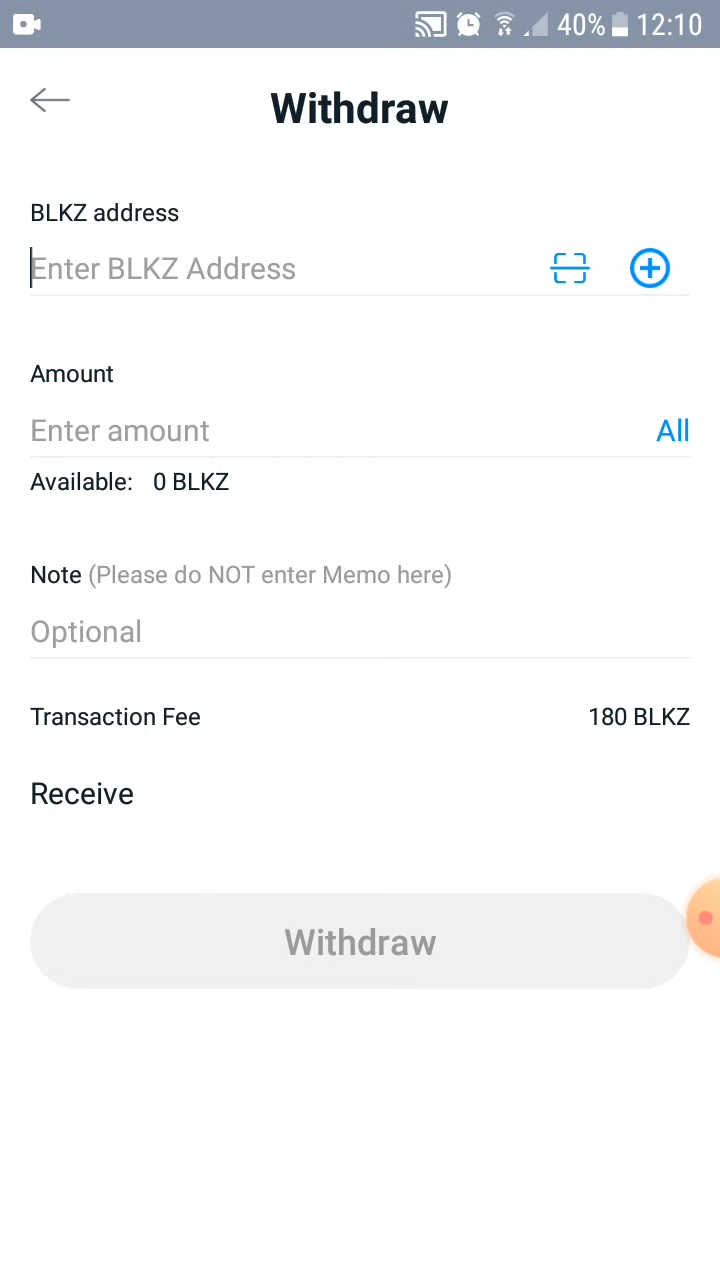 40% 12:10
Withdraw
BLKZ address
Enter BLKZ Address
Amount
Enter amount All
Available: 0 BLKZ
Note (Please do NOT enter Memo here)
Optional
Transaction Fee 180 BLKZ
Receive
Withdraw